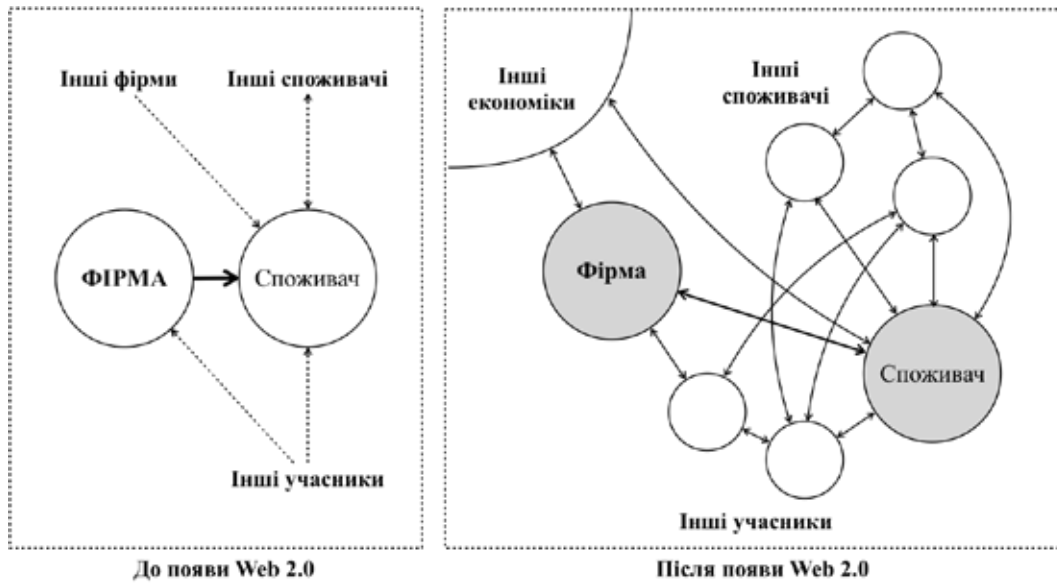 Інші фірми
Інші споживачі
ФІРМА
Споживач
Інші учасники
До появи Web 2.0
Інші
економіки
Інші
споживачі
Фірма
Споживач
Інші учасники
Після появи Web 2.0